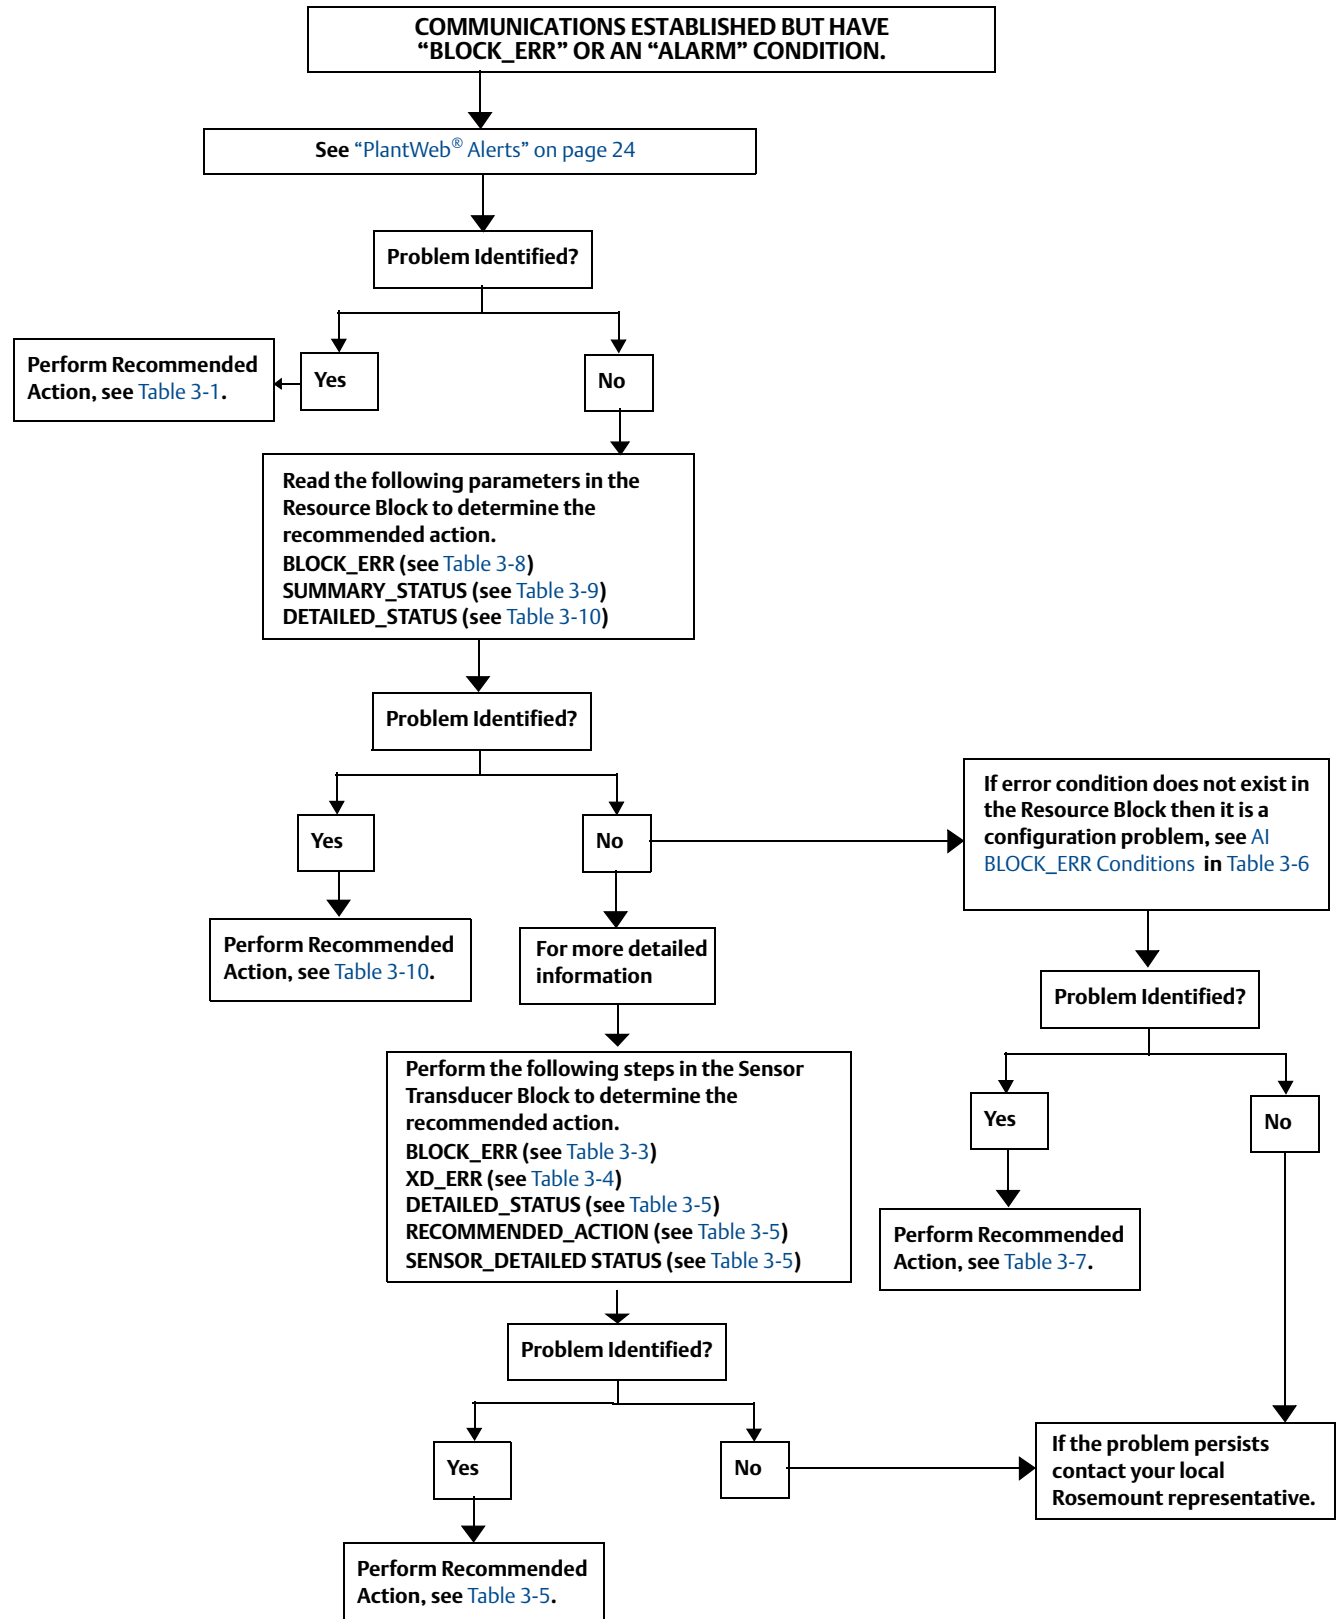 COMMUNICATIONS ESTABLISHED BUT HAVE
“BLOCK_ERR” OR AN “ALARM” CONDITION.
See “PlantWeb® Alerts” on page 24
Problem Identified?
Yes
No
Perform Recommended
Action, see Table 3-1.
Read the following parameters in the
Resource Block to determine the
recommended action.
BLOCK_ERR (see Table 3-8)
SUMMARY_STATUS (see Table 3-9)
DETAILED_STATUS (see Table 3-10)
Problem Identified?
Yes
No
Perform Recommended
Action, see Table 3-10.
If error condition does not exist in
the Resource Block then it is a
configuration problem, see AI
BLOCK_ERR Conditions in Table 3-6
For more detailed
information
Problem Identified?
Yes
No
Perform Recommended
Action, see Table 3-7.
Perform the following steps in the Sensor
Transducer Block to determine the
recommended action.
BLOCK_ERR (see Table 3-3)
XD_ERR (see Table 3-4)
DETAILED_STATUS (see Table 3-5)
RECOMMENDED_ACTION (see Table 3-5)
SENSOR_DETAILED STATUS (see Table 3-5)
Problem Identified?
Yes
No
If the problem persists
contact your local
Rosemount representative.
Perform Recommended
Action, see Table 3-5.